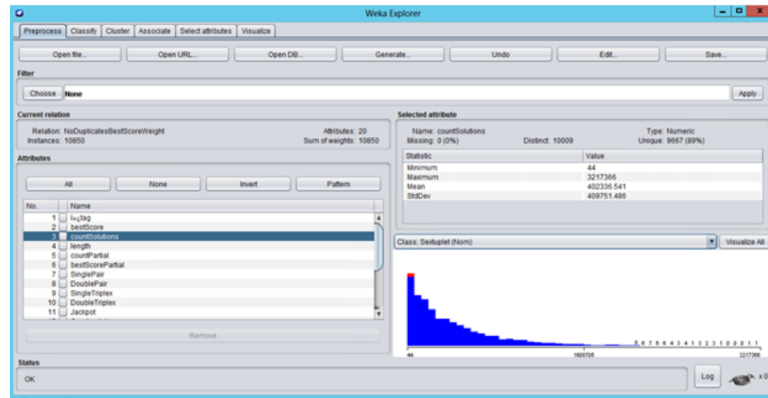 Weka Explorer
Preprocess Classify Cluster Associate Select attributes Visualize
Open file... Open URL... Open DB... Generate... Undo Edit... Save...
Filter
Choose None Apply
Current relation
Relation: NoDuplicatesBestScoreWeight Attributes: 20
Instances: 10850 Sum of weights: 10850
Attributes
All None Invert Pattern
No. Name
1 ï»¿tag
2 bestScore
3 countSolutions
4 length
5 countPartial
6 bestScorePartial
7 SinglePair
8 DoublePair
9 SingleTriplex
10 DoubleTriplex
11 Jackpot
Remove
Selected attribute
Name: countSolutions Type: Numeric
Missing: 0 (0%) Distinct: 10009 Unique: 9667 (89%)
Statistic Value
Minimum 44
Maximum 3217366
Mean 402336.541
StdDev 409751.486
Class: Sextuplet (Nom) Visualize All
44 1608705 3217366
Status
OK Log x 0